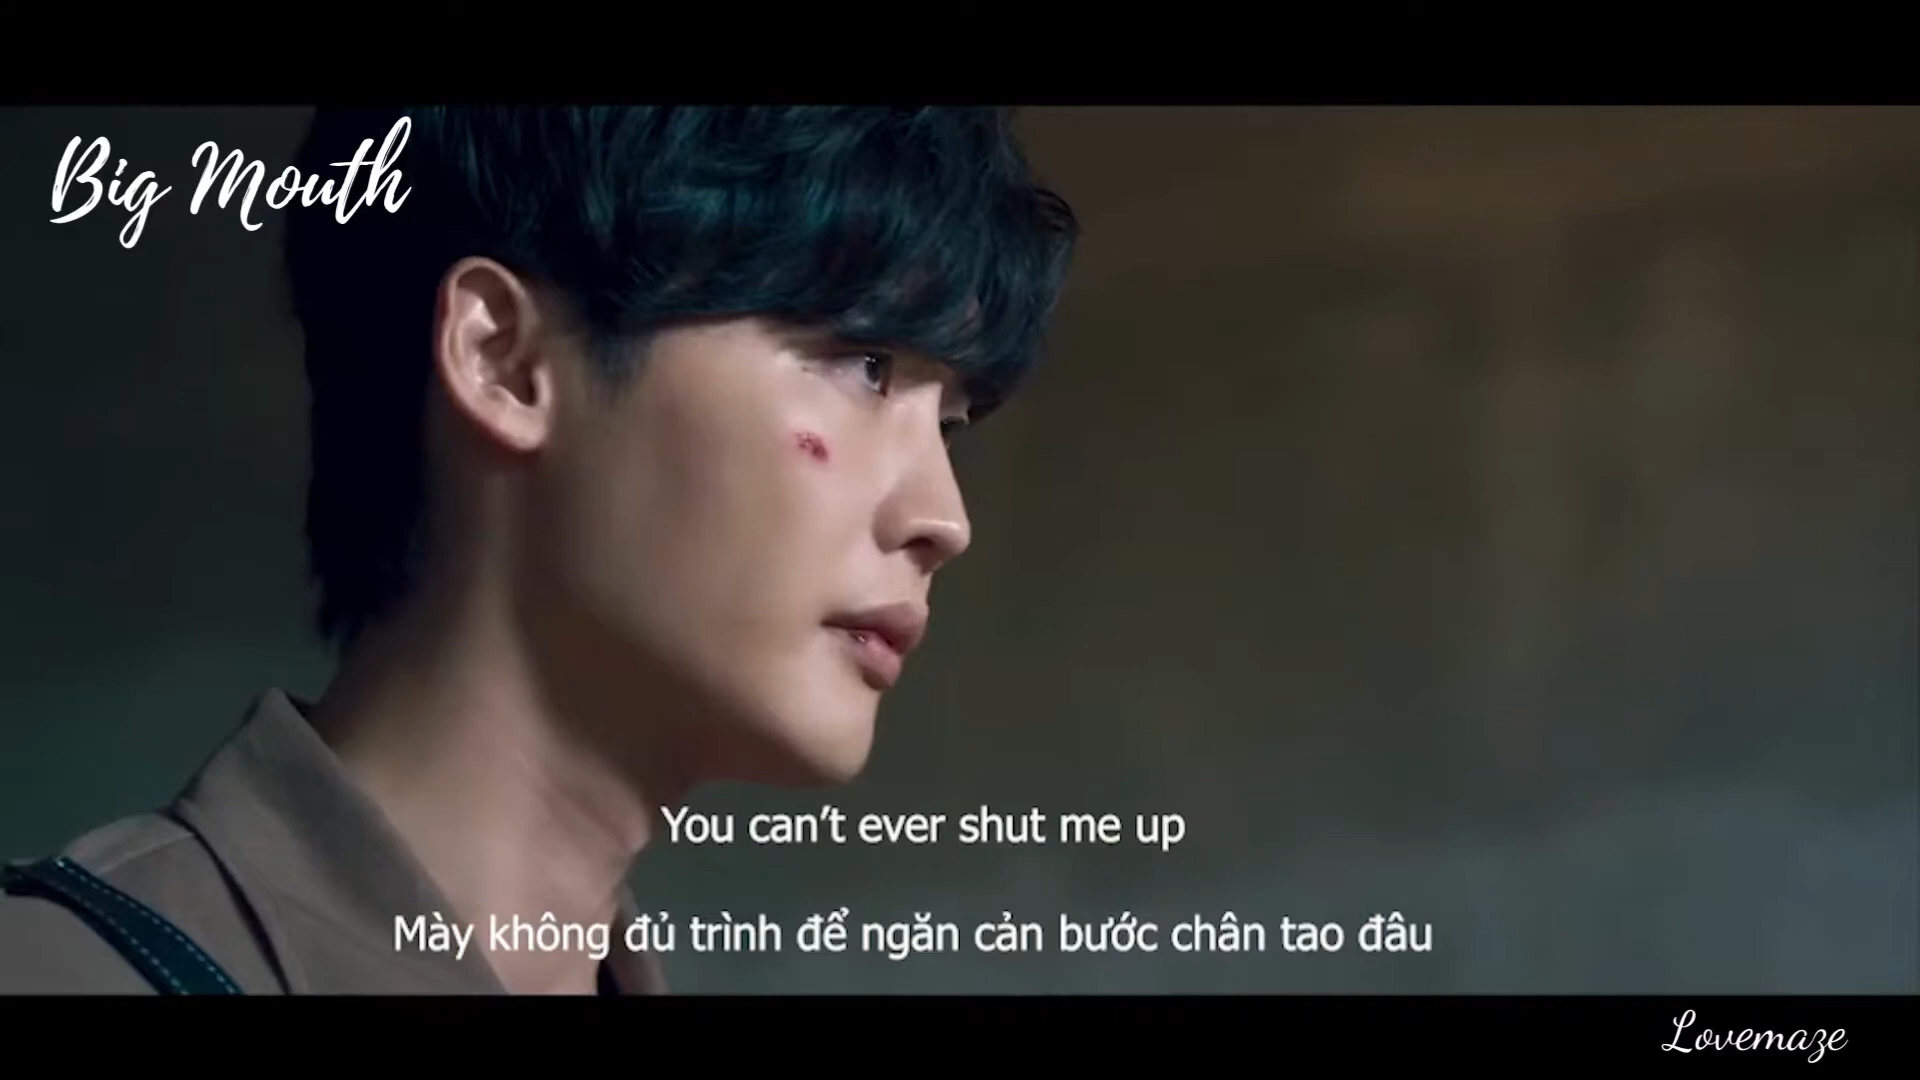 Big Mouth
You can't ever shut me up
Mày không đủ trình để ngăn cản bước chân tao đâu
Lovemaze